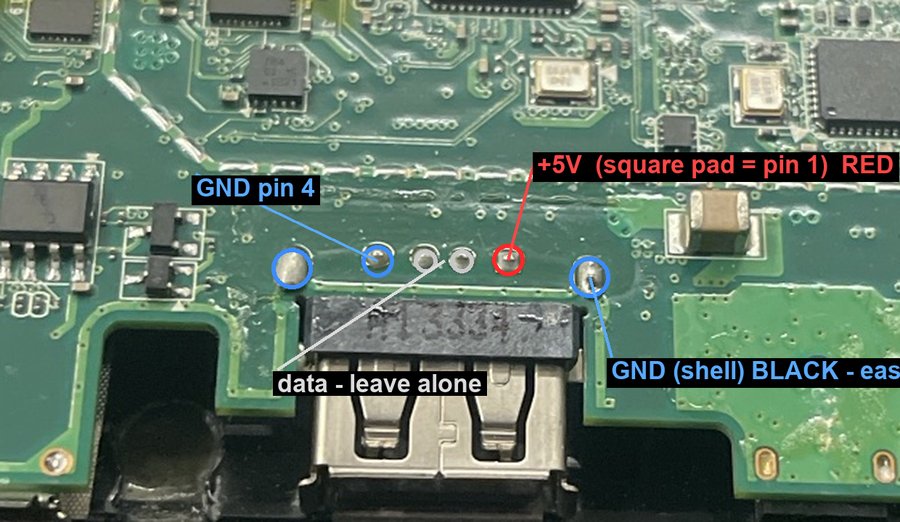 +5V (square pad = pin 1) RED
GND pin 4
GND (shell) BLACK - eas
data - leave alone